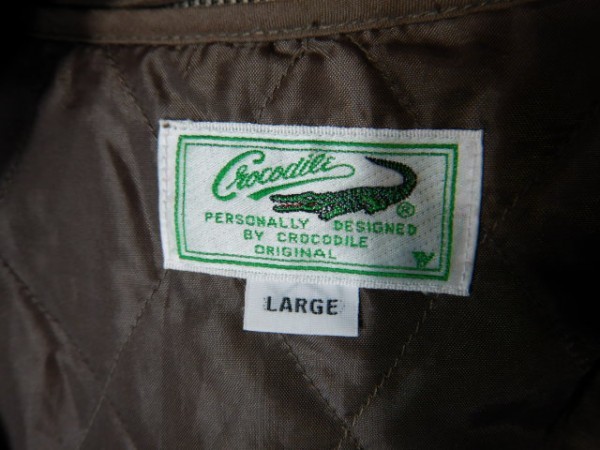 Crocodile
®
PERSONALLY DESIGNED
BY CROCODILE
ORIGINAL
LARGE